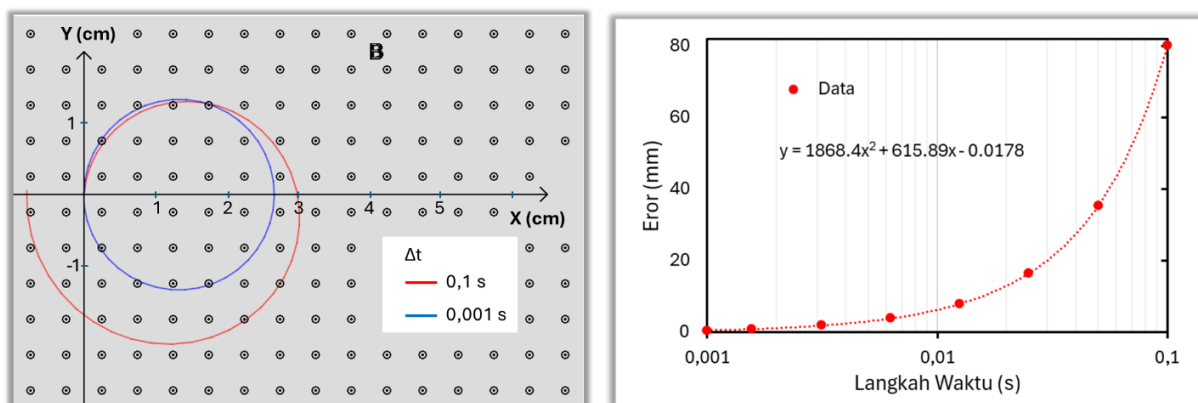 Y (cm)
B
1
1
2
3
4
5
X (cm)
-1
Δt
0,1 s
0,001 s
80
60
40
20
0
Eror (mm)
Data
y = 1868.4x² + 615.89x - 0.0178
0,001
0,01
0,1
Langkah Waktu (s)